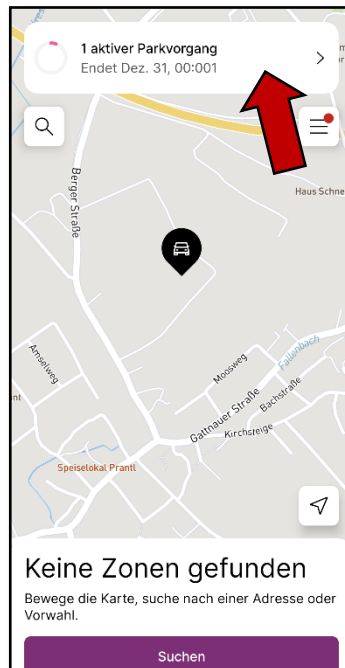 1 aktiver Parkvorgang
Endet Dez. 31, 00:001
Berger Straße
Haus Schne
Amselweg
Moosweg
Fallenbach
Bachstraße
Gattnauer Straße
Kirchsteige
Speiselokal Prantl
Keine Zonen gefunden
Bewege die Karte, suche nach einer Adresse oder
Vorwahl.
Suchen